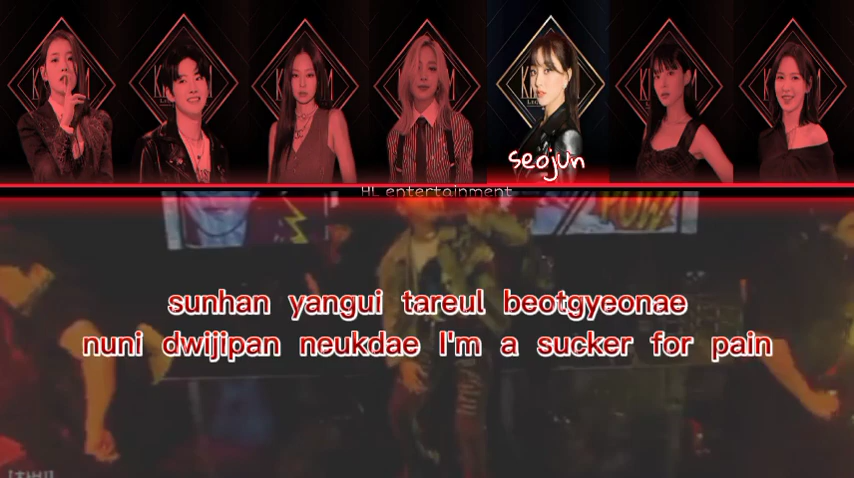 seojun
HL entertainment
sunhan yangui tareul beotgyeonae
nuni dwijipan neukdae I'm a sucker for pain